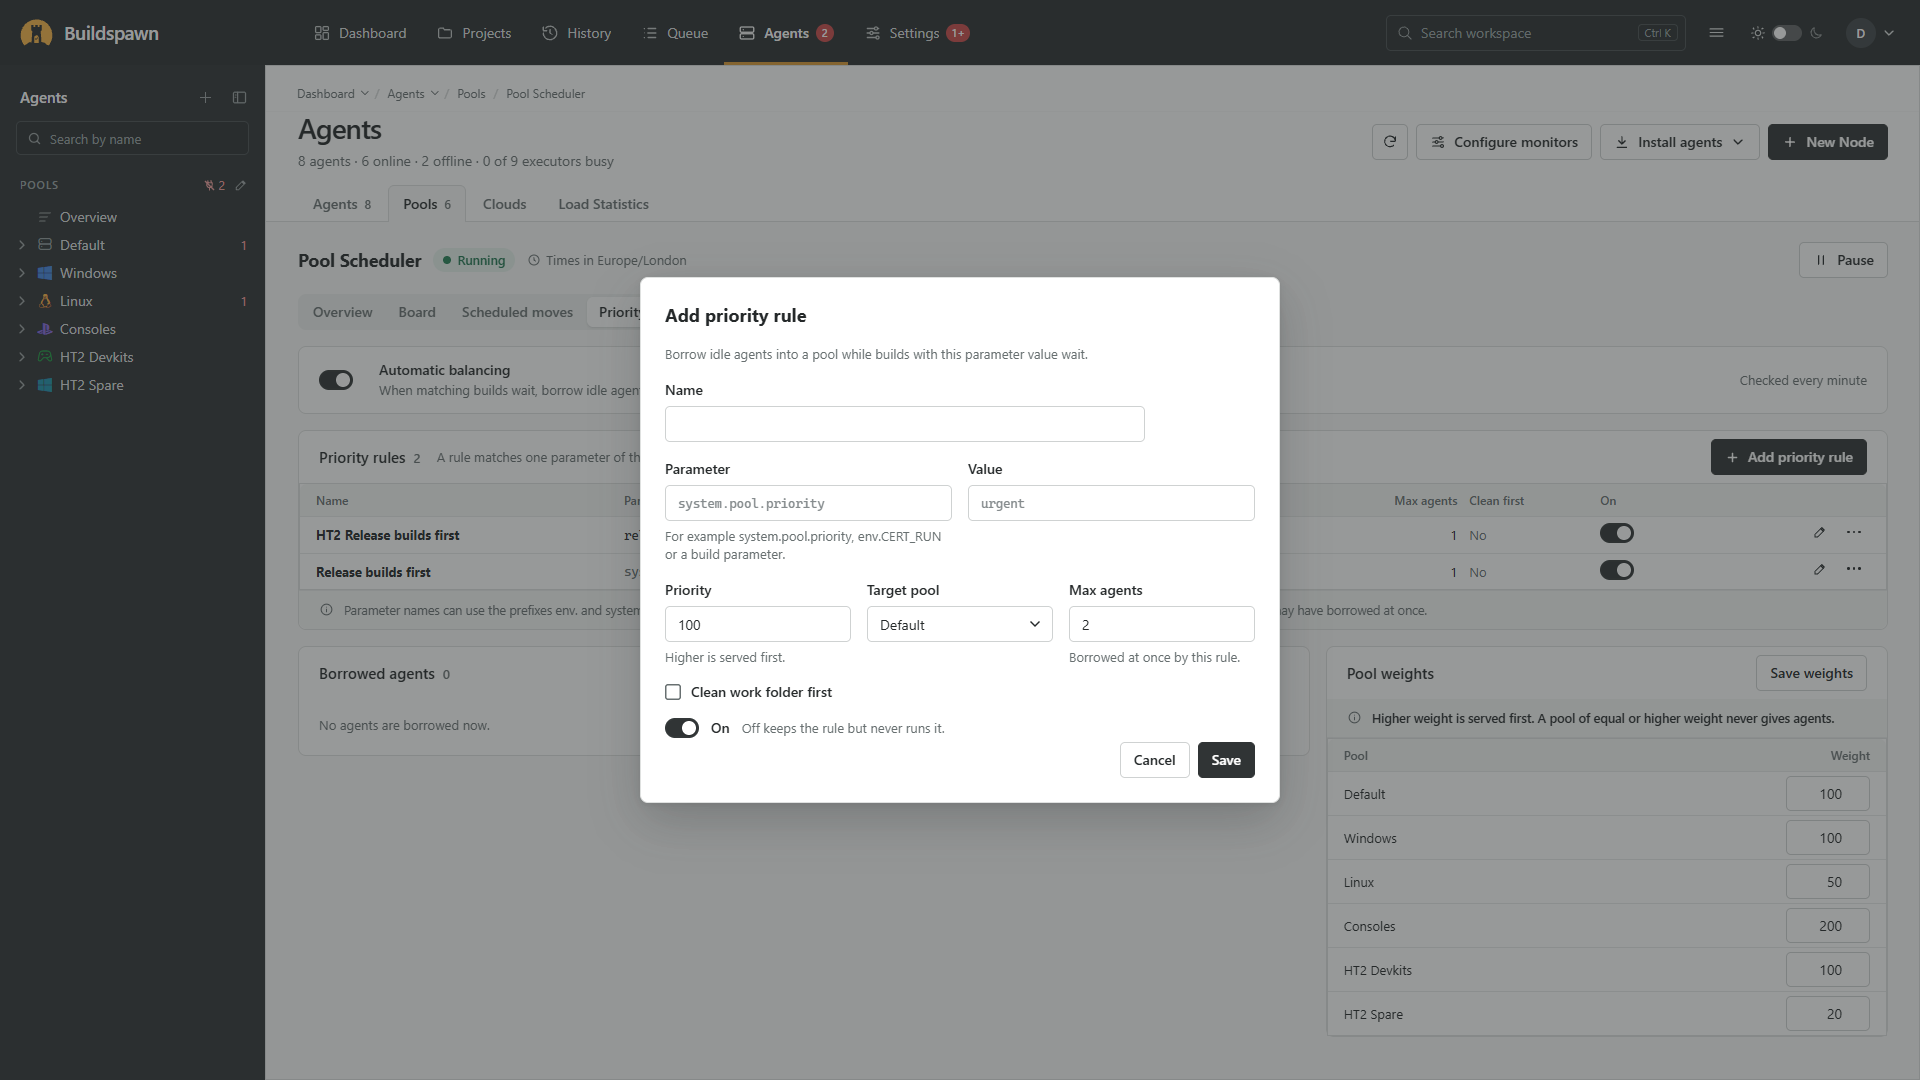 Buildspawn
Dashboard
Projects
History
Queue
Agents 2
Settings 1+
Search workspace Ctrl K
D
Agents
Search by name
POOLS 2
Overview
Default 1
Windows
Linux 1
Consoles
HT2 Devkits
HT2 Spare
Dashboard / Agents / Pools / Pool Scheduler
Agents
8 agents · 6 online · 2 offline · 0 of 9 executors busy
Configure monitors
Install agents
New Node
Agents 8
Pools 6
Clouds
Load Statistics
Pool Scheduler
Running
Times in Europe/London
Pause
Overview
Board
Scheduled moves
Automatic balancing
When matching builds wait, borrow idle
Checked every minute
Priority rules 2
A rule matches one parameter of
Add priority rule
Name
Max agents
Clean first
On
HT2 Release builds first
1
No
Release builds first
1
No
Parameter names can use the prefixes env. and
have borrowed at once.
Borrowed agents 0
No agents are borrowed now.
Pool weights
Save weights
Higher weight is served first. A pool of equal or higher weight never gives agents.
Pool Weight
Default 100
Windows 100
Linux 50
Consoles 200
HT2 Devkits 100
HT2 Spare 20
Add priority rule
Borrow idle agents into a pool while builds with this parameter value wait.
Name
Parameter
Value
system.pool.priority
urgent
For example system.pool.priority, env.CERT_RUN
or a build parameter.
Priority
Target pool
Max agents
100
Default
2
Higher is served first.
Borrowed at once by this rule.
Clean work folder first
On
Off keeps the rule but never runs it.
Cancel
Save